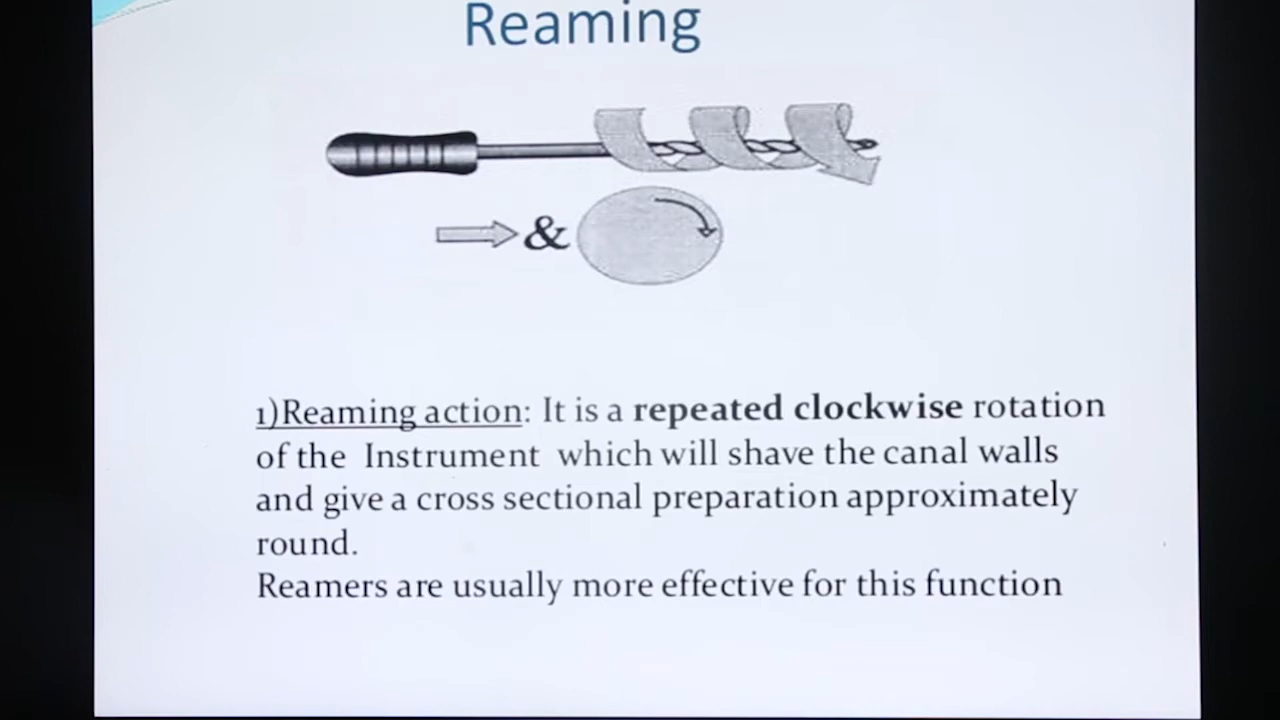 Reaming
&
1)Reaming action: It is a repeated clockwise rotation
of the Instrument which will shave the canal walls
and give a cross sectional preparation approximately
round.
Reamers are usually more effective for this function